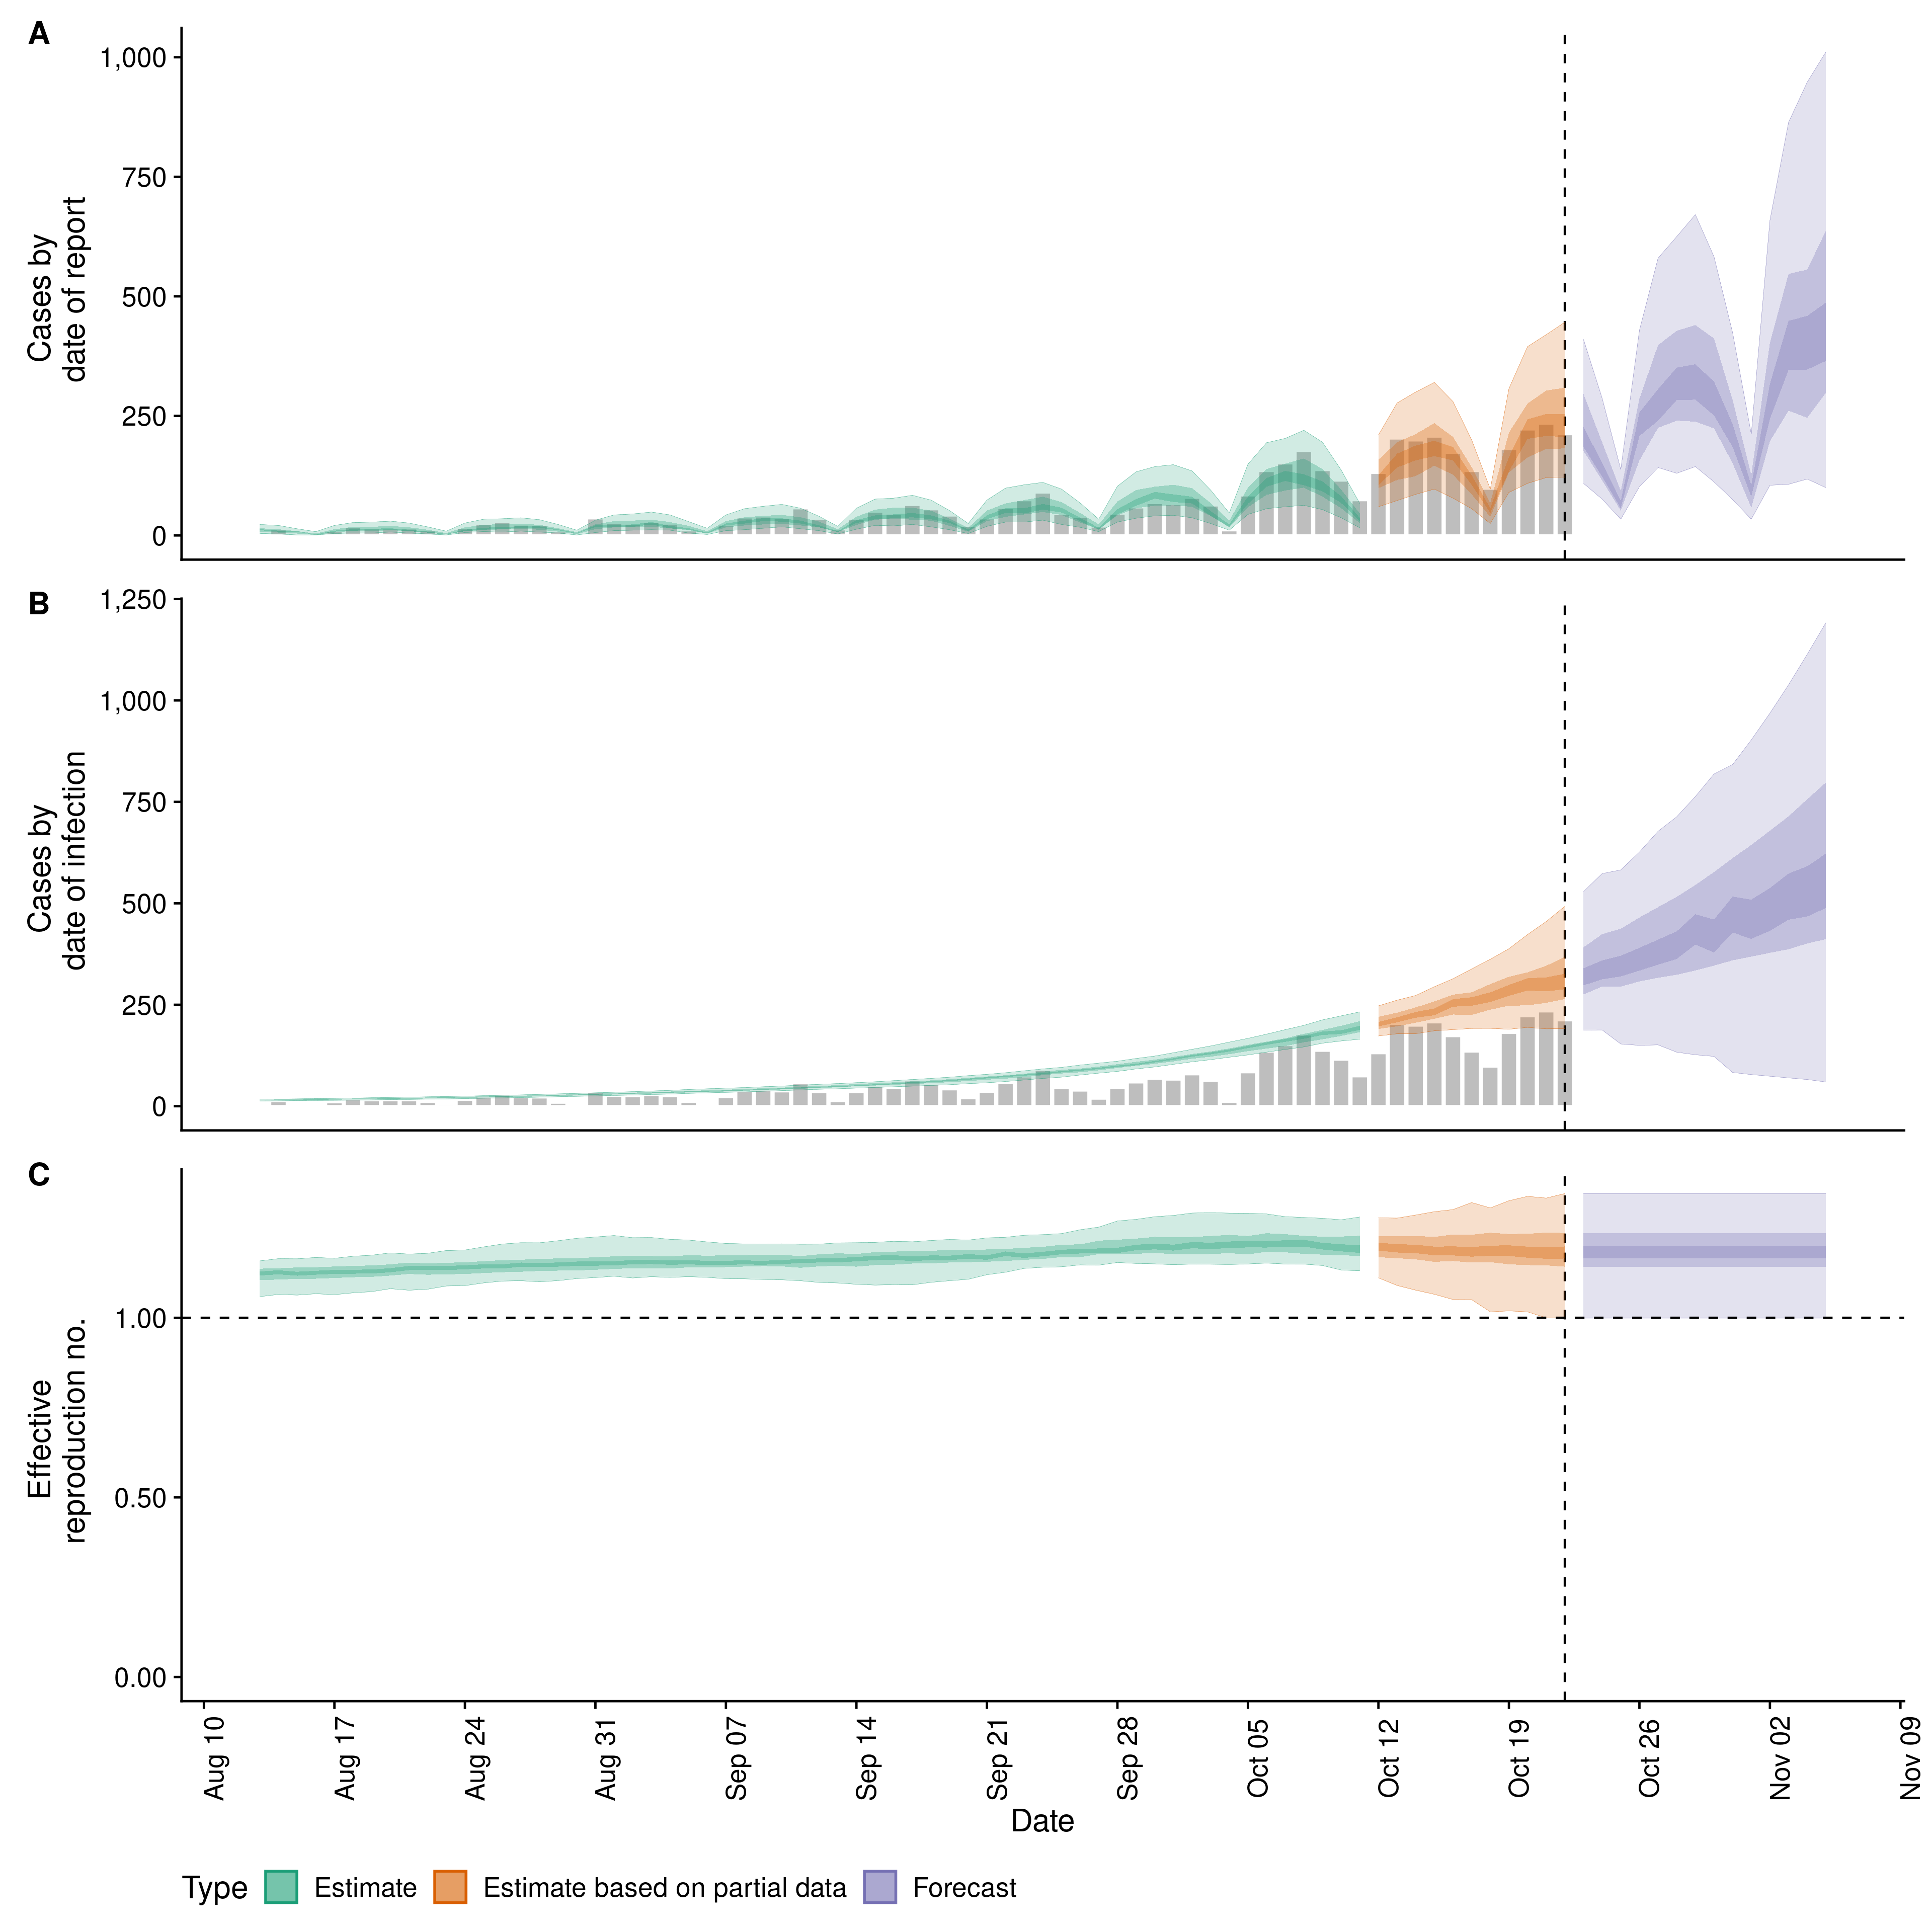 A
1,000
750
500
250
0
Cases by
date of report
B
1,250
1,000
750
500
250
0
Cases by
date of infection
C
1.00
0.50
0.00
Effective
reproduction no.
Aug 10
Aug 17
Aug 24
Aug 31
Sep 07
Sep 14
Sep 21
Sep 28
Oct 05
Oct 12
Oct 19
Oct 26
Nov 02
Nov 09
Date
Type Estimate Estimate based on partial data Forecast